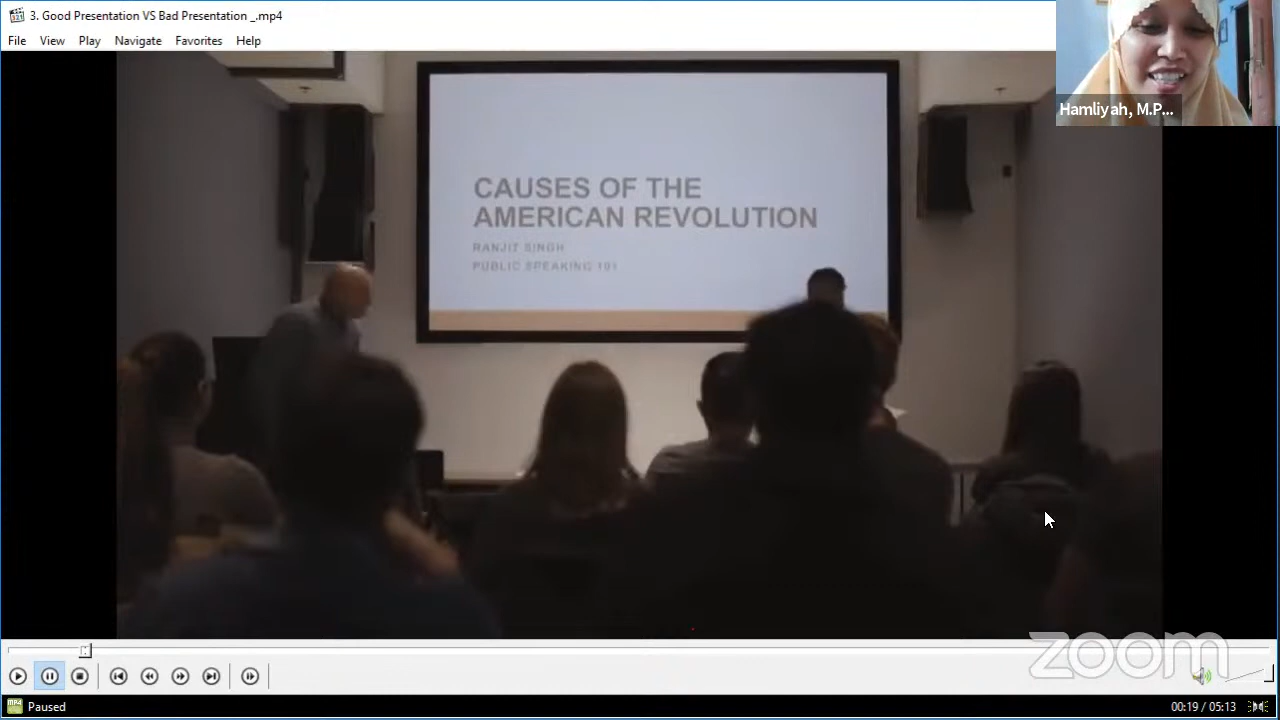 3. Good Presentation VS Bad Presentation _.mp4
File View Play Navigate Favorites Help
Hamliyah, M.P...
CAUSES OF THE
AMERICAN REVOLUTION
RANJIT SINGH
PUBLIC SPEAKING 101
zoom
Paused
00:19 / 05:13